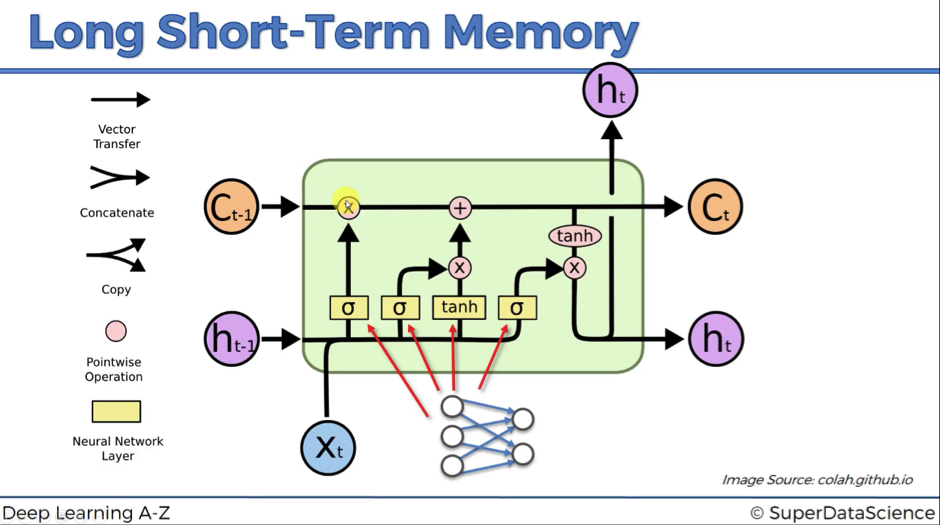 Long Short-Term Memory
Vector
Transfer
Concatenate
Copy
Pointwise
Operation
Neural Network
Layer
ht
Ct-1
x
+
Ct
tanh
x
x
σ
σ
tanh
σ
ht-1
ht
xt
Image Source: colah.github.io
Deep Learning A-Z
© SuperDataScience